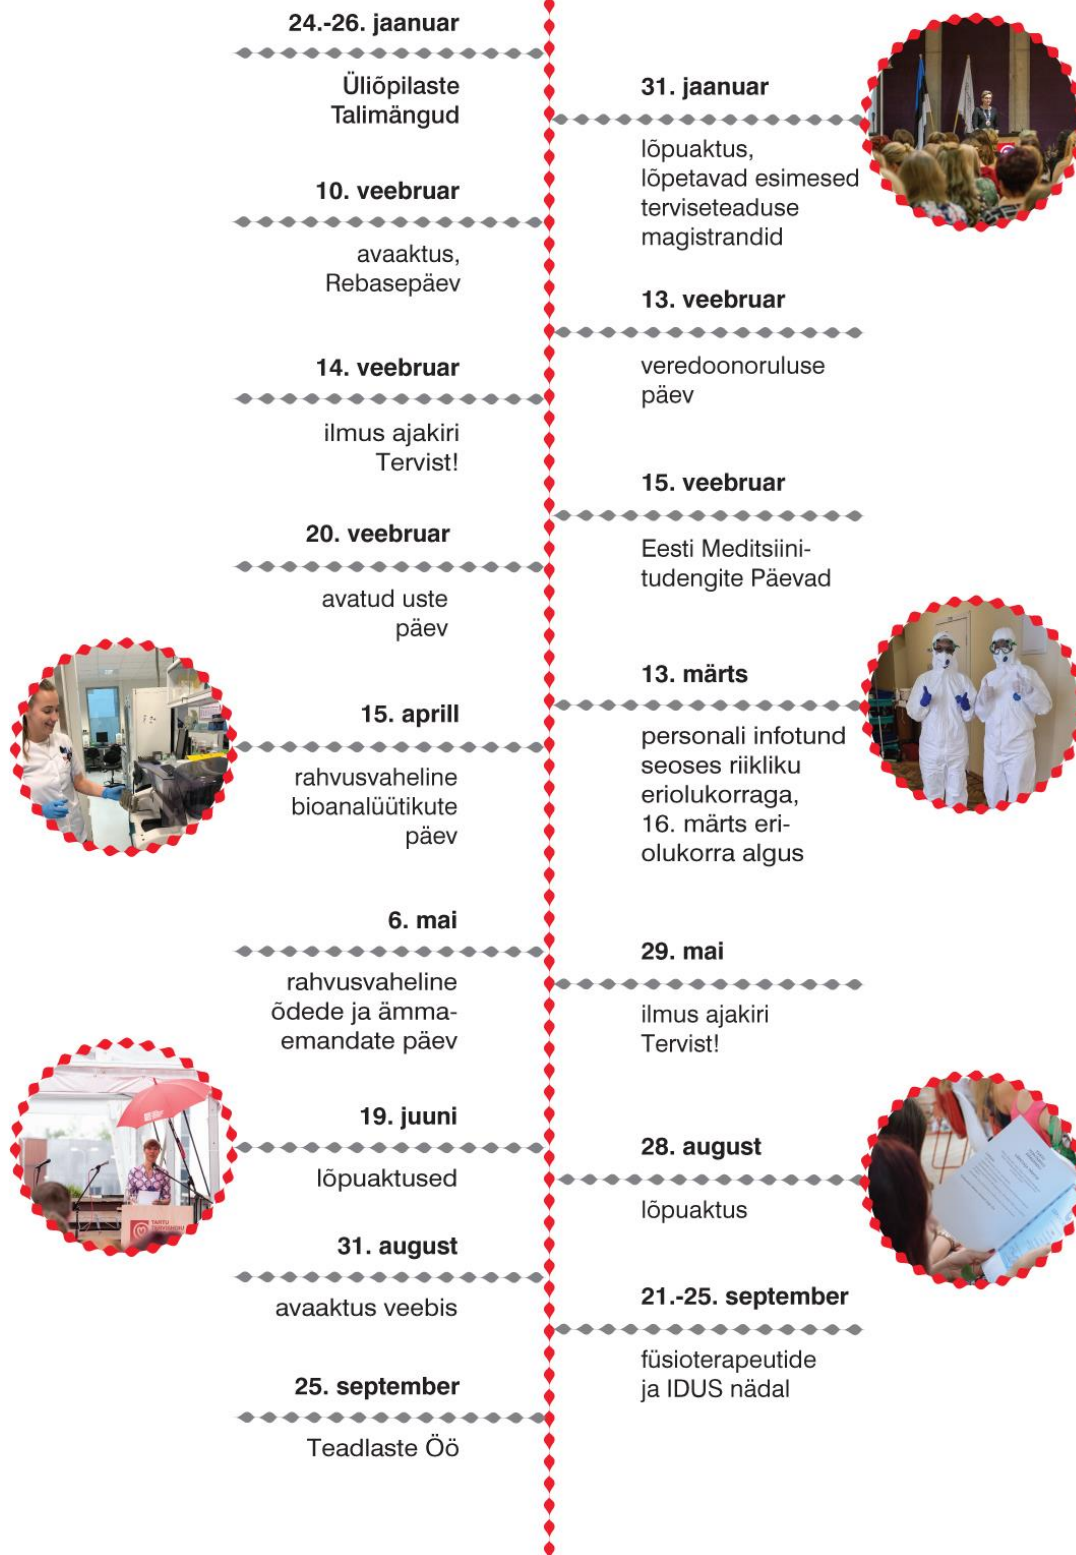 24.-26. jaanuar
Üliõpilaste
Talimängud
31. jaanuar
lõpuaktus,
lõpetavad esimesed
terviseteaduse
magistrandid
10. veebruar
avaaktus,
Rebasepäev
13. veebruar
veredoonoruluse
päev
14. veebruar
ilmus ajakiri
Tervist!
15. veebruar
Eesti Meditsiini-
tudengite Päevad
20. veebruar
avatud uste
päev
13. märts
personali infotund
seoses riikliku
eriolukorraga,
16. märts eri-
olukorra algus
15. aprill
rahvusvaheline
bioanalüütikute
päev
6. mai
rahvusvaheline
õdede ja ämma-
emandate päev
29. mai
ilmus ajakiri
Tervist!
19. juuni
lõpuaktused
TARTU
28. august
lõpuaktus
31. august
avaaktus veebis
21.-25. september
füsioterapeutide
ja IDUS nädal
25. september
Teadlaste Öö